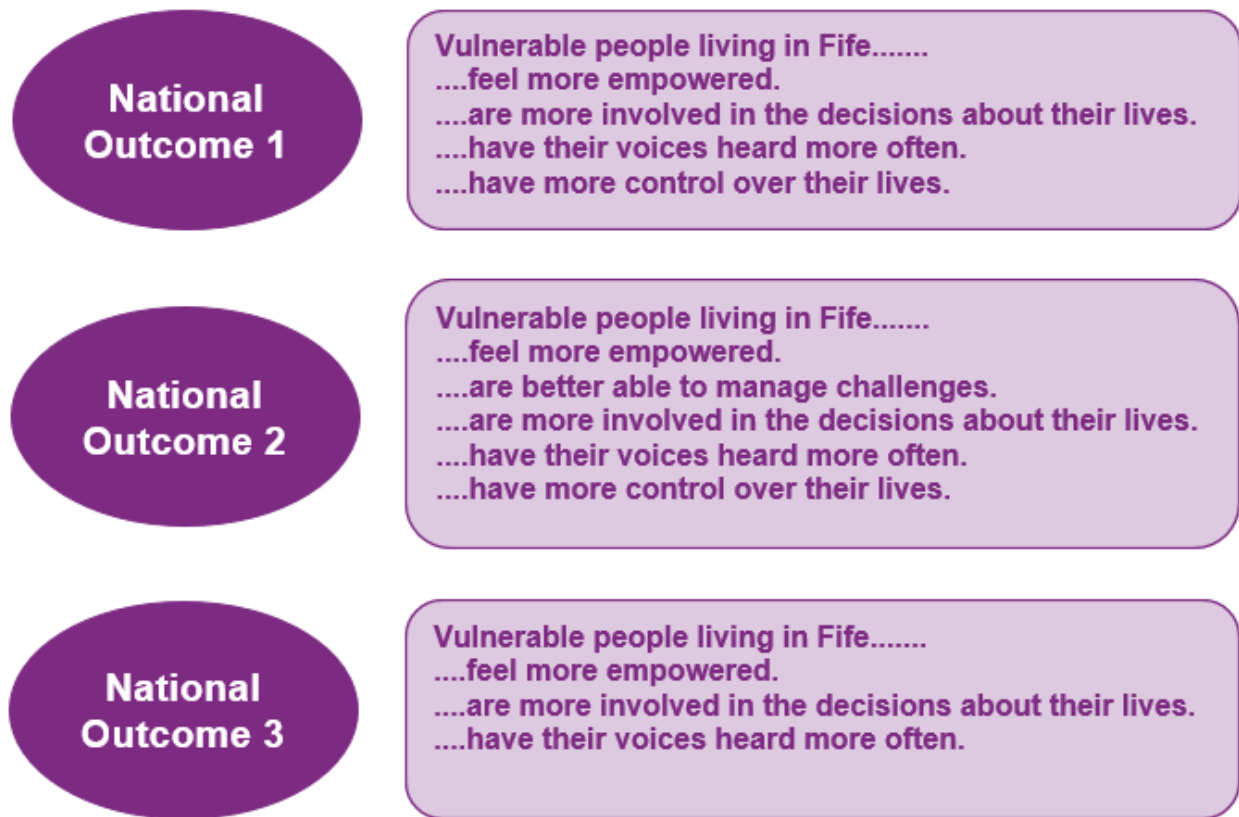 National
Outcome 1
Vulnerable people living in Fife.......
....feel more empowered.
....are more involved in the decisions about their lives.
....have their voices heard more often.
....have more control over their lives.
National
Outcome 2
Vulnerable people living in Fife.......
....feel more empowered.
....are better able to manage challenges.
....are more involved in the decisions about their lives.
....have their voices heard more often.
....have more control over their lives.
National
Outcome 3
Vulnerable people living in Fife.......
....feel more empowered.
....are more involved in the decisions about their lives.
....have their voices heard more often.